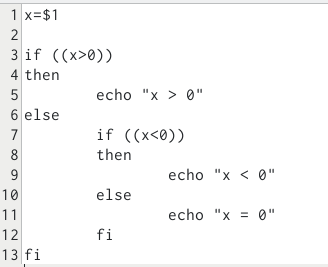 1 x=$1
2
3 if ((x>0))
4 then
5         echo "x > 0"
6 else
7         if ((x<0))
8         then
9                 echo "x < 0"
10         else
11                 echo "x = 0"
12         fi
13 fi